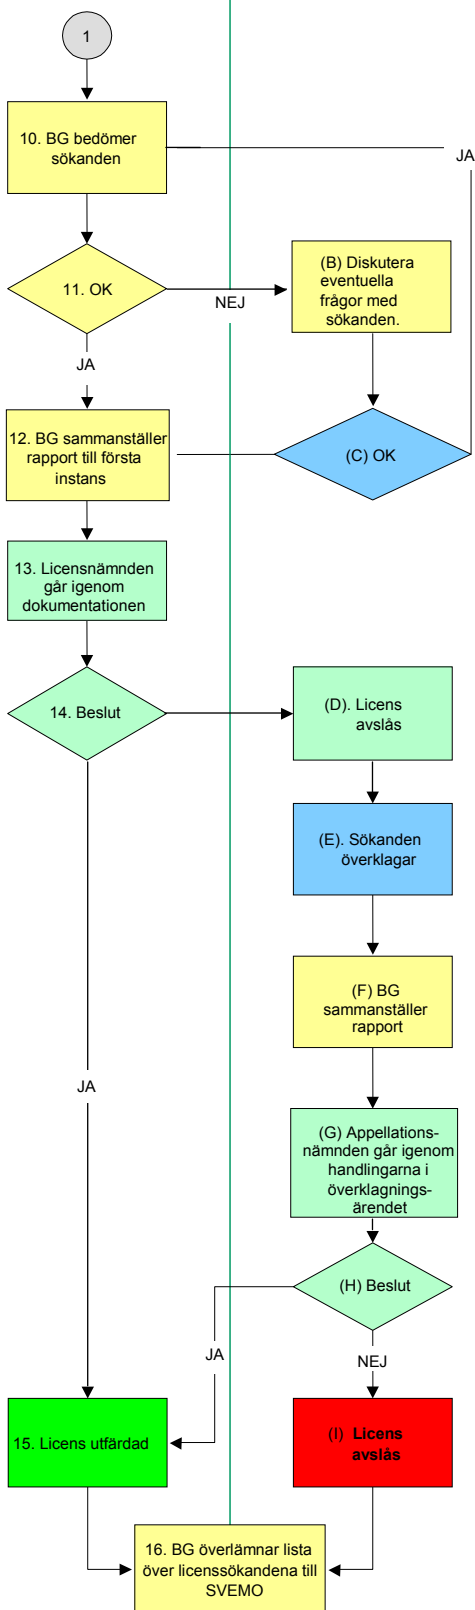 1
10. BG bedömer
sökanden
JA
11. OK
NEJ
(B) Diskutera
eventuella
frågor med
sökanden.
JA
12. BG sammanställer
rapport till första
instans
(C) OK
13. Licensnämnden
går igenom
dokumentationen
14. Beslut
(D). Licens
avslås
(E). Sökanden
överklagar
(F) BG
sammanställer
rapport
JA
(G) Appellations-
nämnden går igenom
handlingarna i
överklagnings-
ärendet
(H) Beslut
JA
NEJ
15. Licens utfärdad
(I) Licens
avslås
16. BG överlämnar lista
över licenssökandena till
SVEMO